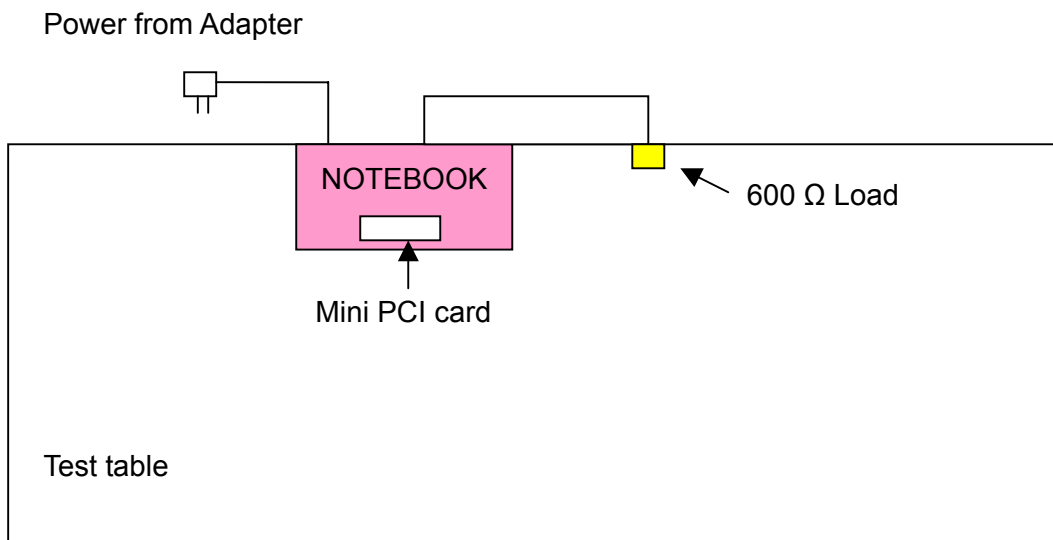 Power from Adapter
NOTEBOOK
600 Ω Load
Mini PCI card
Test table